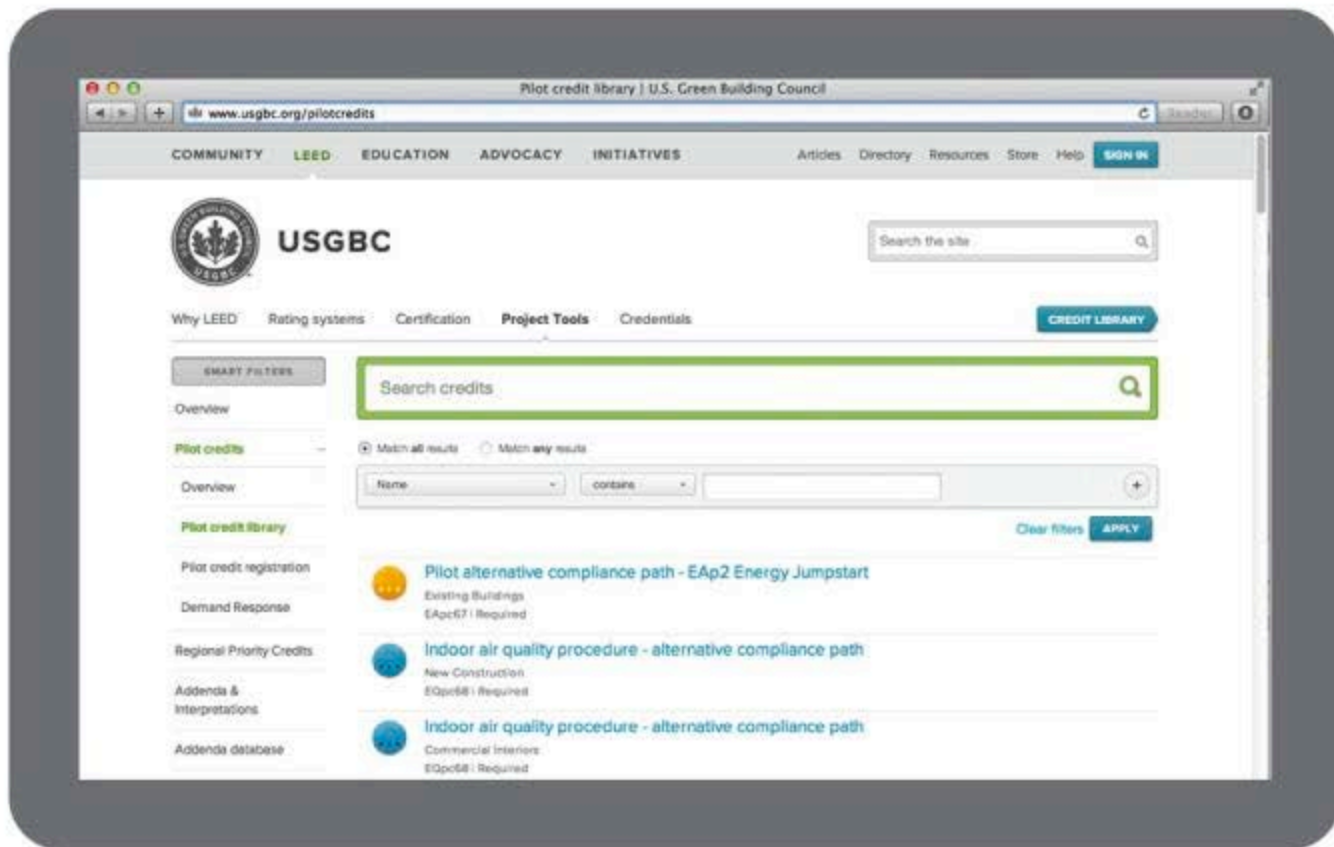 Pilot credit library | U.S. Green Building Council
www.usgbc.org/pilotcredits
Reader
COMMUNITY LEED EDUCATION ADVOCACY INITIATIVES Articles Directory Resources Store Help SIGN IN
U.S. GREEN BUILDING COUNCIL
USGBC
USGBC
Search the site
Why LEED Rating systems Certification Project Tools Credentials CREDIT LIBRARY
SMART FILTERS
Search credits
Overview
Pilot credits
Match all results Match any results
Overview
Name contains +
Pilot credit library
Clear filters APPLY
Pilot credit registration
Pilot alternative compliance path - EAp2 Energy Jumpstart
Existing Buildings
EApc67 | Required
Demand Response
Regional Priority Credits
Indoor air quality procedure - alternative compliance path
New Construction
EQpc68 | Required
Addenda &
Interpretations
Indoor air quality procedure - alternative compliance path
Commercial Interiors
EQpc68 | Required
Addenda database